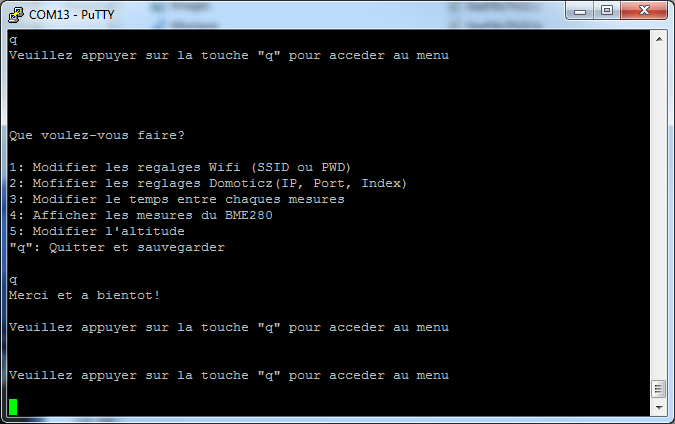 COM13 - PuTTY
q
Veuillez appuyer sur la touche "q" pour acceder au menu
Que voulez-vous faire?
1: Modifier les regalges Wifi (SSID ou PWD)
2: Mofifier les reglages Domoticz(IP, Port, Index)
3: Modifier le temps entre chaques mesures
4: Afficher les mesures du BME280
5: Modifier l'altitude
"q": Quitter et sauvegarder
q
Merci et a bientot!
Veuillez appuyer sur la touche "q" pour acceder au menu
Veuillez appuyer sur la touche "q" pour acceder au menu